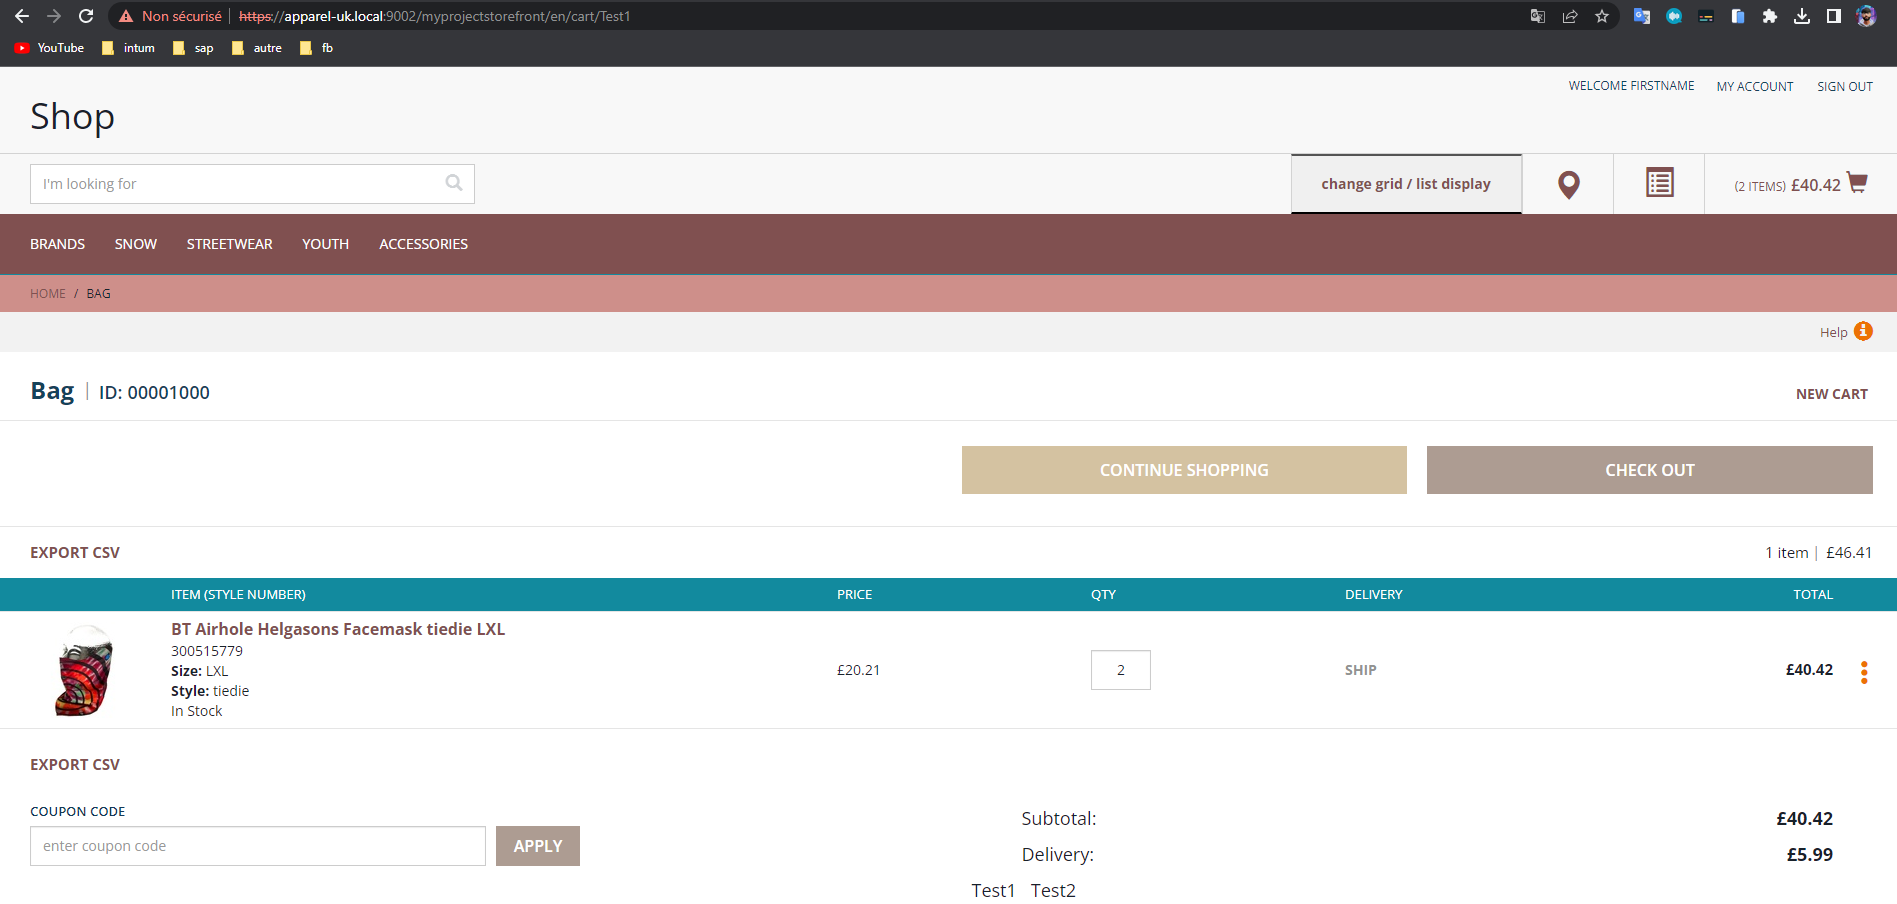 Non sécurisé https://apparel-uk.local:9002/myprojectstorefront/en/cart/Test1
YouTube intum sap autre fb
WELCOME FIRSTNAME MY ACCOUNT SIGN OUT
Shop
I'm looking for
change grid / list display
(2 ITEMS) £40.42
BRANDS SNOW STREETWEAR YOUTH ACCESSORIES
HOME / BAG
Help
Bag | ID: 00001000
NEW CART
CONTINUE SHOPPING CHECK OUT
EXPORT CSV
1 item | £46.41
ITEM (STYLE NUMBER) PRICE QTY DELIVERY TOTAL
BT Airhole Helgasons Facemask tiedie LXL
300515779
Size: LXL
Style: tiedie
In Stock
£20.21 2 SHIP £40.42
EXPORT CSV
COUPON CODE
enter coupon code APPLY
Subtotal: £40.42
Delivery: £5.99
Test1 Test2